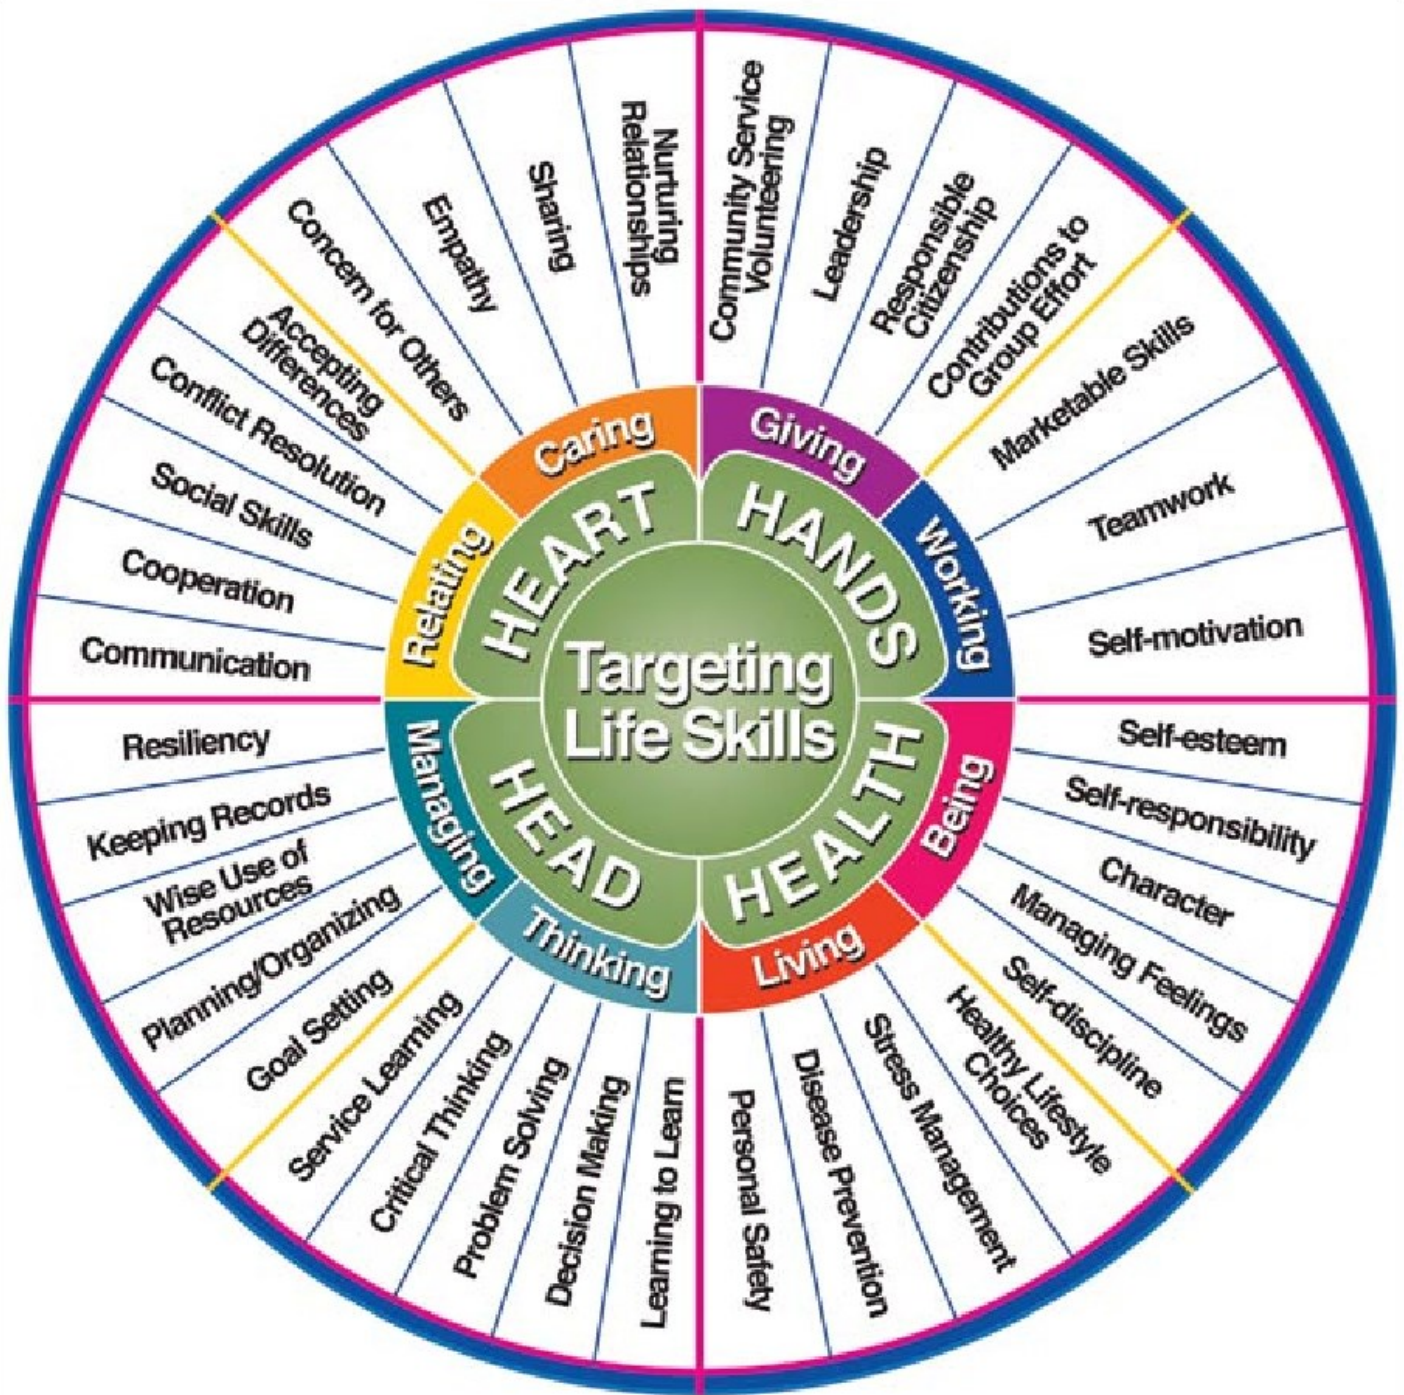 Targeting
Life Skills
HEART
HANDS
HEALTH
HEAD
Caring
Giving
Working
Being
Living
Thinking
Managing
Relating
Community Service
Volunteering
Leadership
Responsible
Citizenship
Contributions to
Group Effort
Marketable Skills
Teamwork
Self-motivation
Self-esteem
Self-responsibility
Character
Managing Feelings
Self-discipline
Healthy Lifestyle
Choices
Stress Management
Disease Prevention
Personal Safety
Learning to Learn
Decision Making
Problem Solving
Critical Thinking
Service Learning
Goal Setting
Planning/Organizing
Wise Use of
Resources
Keeping Records
Resiliency
Communication
Cooperation
Social Skills
Conflict Resolution
Accepting
Differences
Concern for Others
Empathy
Sharing
Nurturing
Relationships